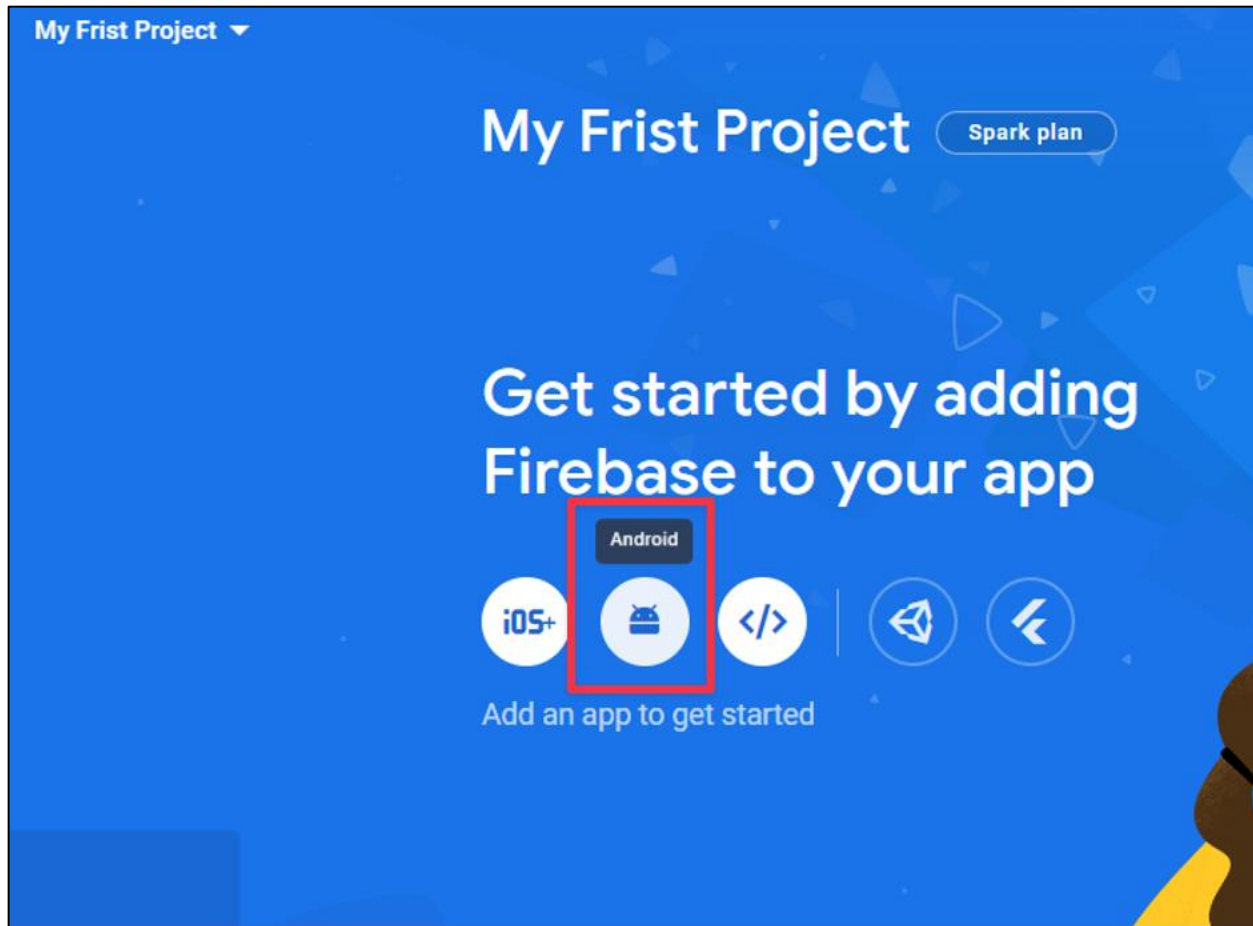 My Frist Project
My Frist Project
Spark plan
Get started by adding
Firebase to your app
Android
iOS+
</>
Add an app to get started